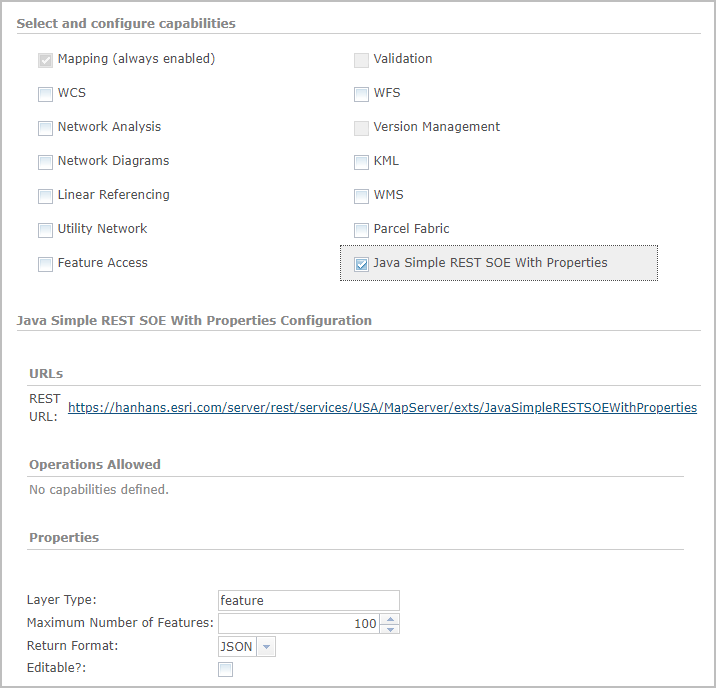 Select and configure capabilities
Mapping (always enabled)
Validation
WCS
WFS
Network Analysis
Version Management
Network Diagrams
KML
Linear Referencing
WMS
Utility Network
Parcel Fabric
Feature Access
Java Simple REST SOE With Properties
Java Simple REST SOE With Properties Configuration
URLs
REST
URL:
https://hanhans.esri.com/server/rest/services/USA/MapServer/exts/JavaSimpleRESTSOEWithProperties
Operations Allowed
No capabilities defined.
Properties
Layer Type: feature
Maximum Number of Features: 100
Return Format: JSON
Editable?: